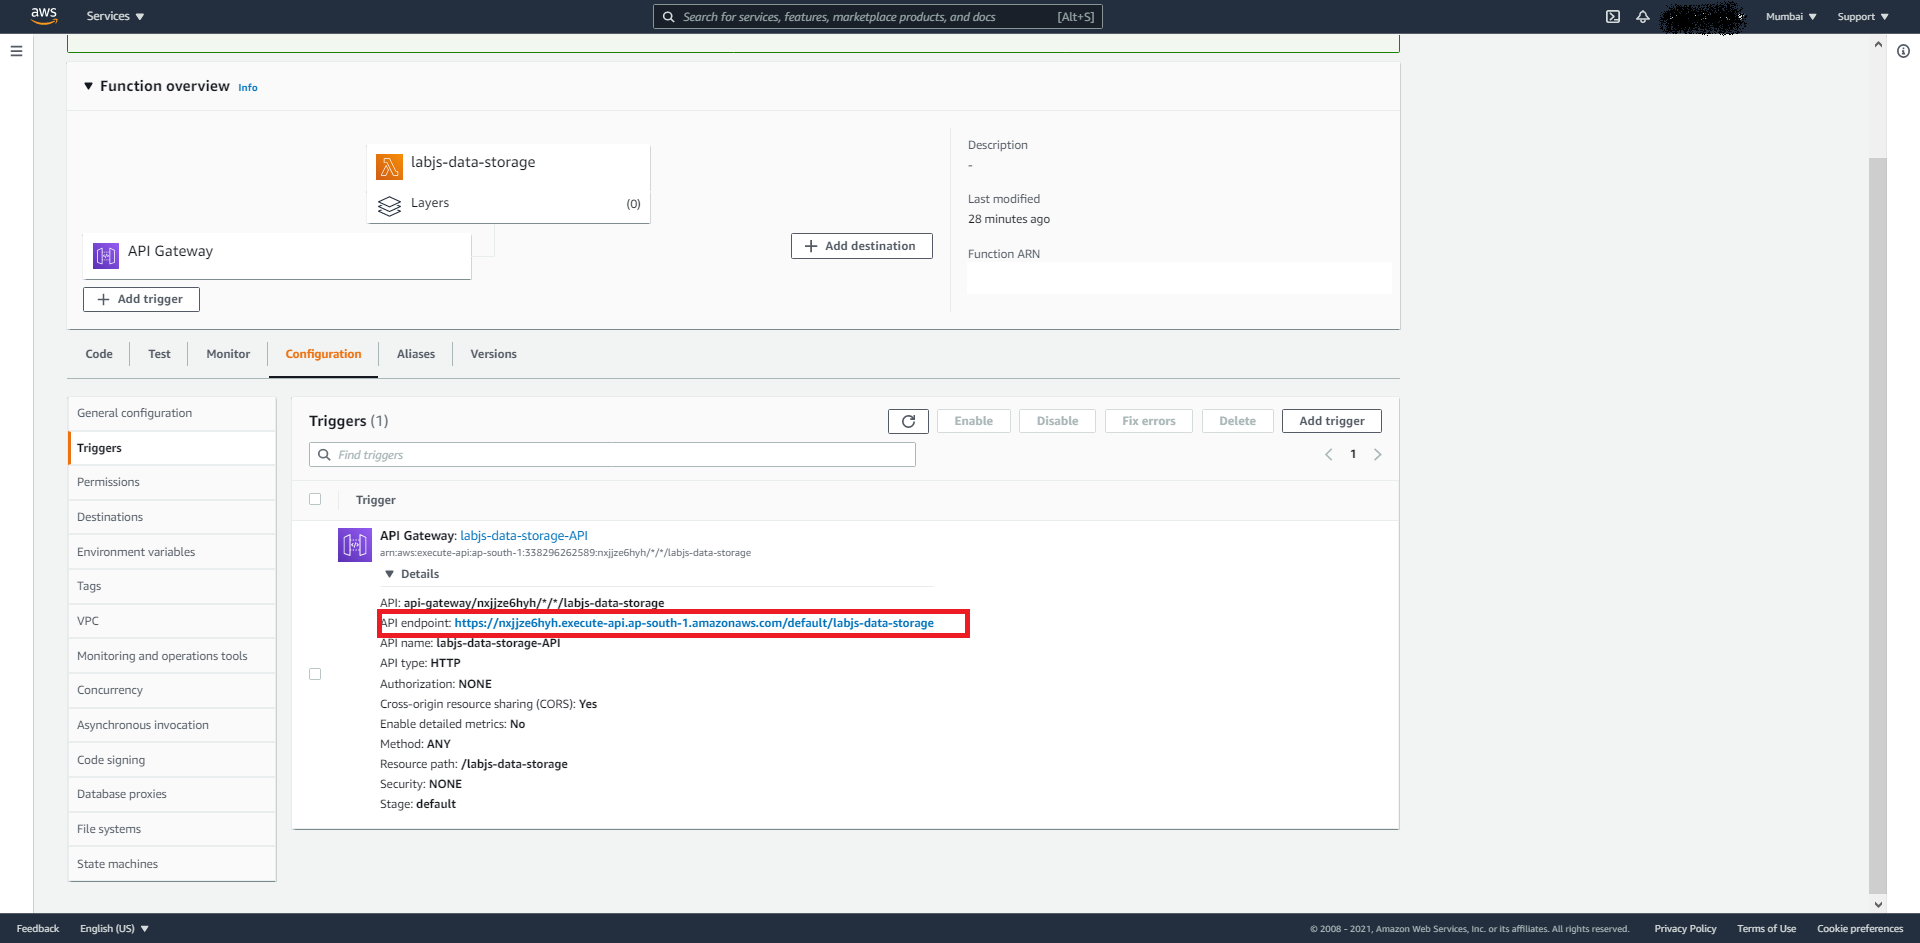 aws
Services
Search for services, features, marketplace products, and docs
[Alt+S]
Mumbai
Support
Function overview
Info
labjs-data-storage
Layers
(0)
API Gateway
Add trigger
Add destination
Description
-
Last modified
28 minutes ago
Function ARN
Code
Test
Monitor
Configuration
Aliases
Versions
General configuration
Triggers
Permissions
Destinations
Environment variables
Tags
VPC
Monitoring and operations tools
Concurrency
Asynchronous invocation
Code signing
Database proxies
File systems
State machines
Triggers (1)
Enable
Disable
Fix errors
Delete
Add trigger
Find triggers
1
Trigger
API Gateway: labjs-data-storage-API
arn:aws:execute-api:ap-south-1:338296262589:nxjjze6hyh/*/*/labjs-data-storage
Details
API: api-gateway/nxjjze6hyh/*/*/labjs-data-storage
API endpoint: https://nxjjze6hyh.execute-api.ap-south-1.amazonaws.com/default/labjs-data-storage
API name: labjs-data-storage-API
API type: HTTP
Authorization: NONE
Cross-origin resource sharing (CORS): Yes
Enable detailed metrics: No
Method: ANY
Resource path: /labjs-data-storage
Security: NONE
Stage: default
Feedback
English (US)
© 2008 - 2021, Amazon Web Services, Inc. or its affiliates. All rights reserved.
Privacy Policy
Terms of Use
Cookie preferences